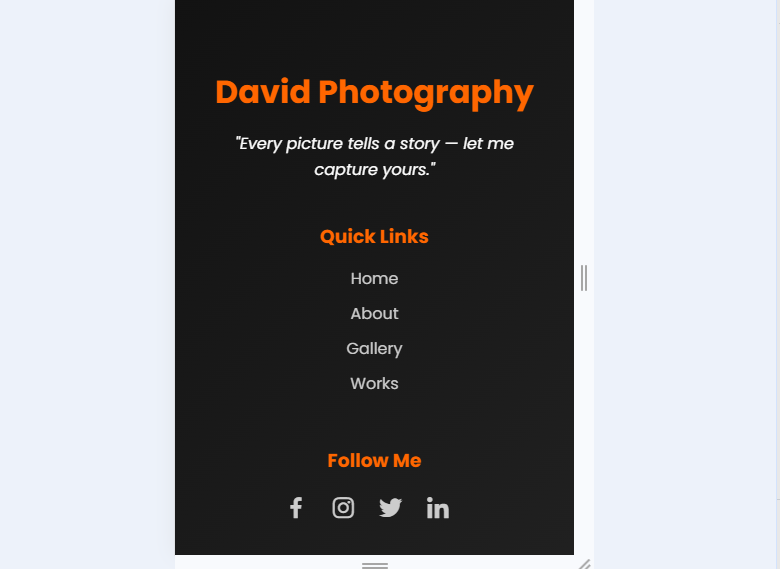 David Photography
"Every picture tells a story — let me
capture yours."
Quick Links
Home
About
Gallery
Works
Follow Me